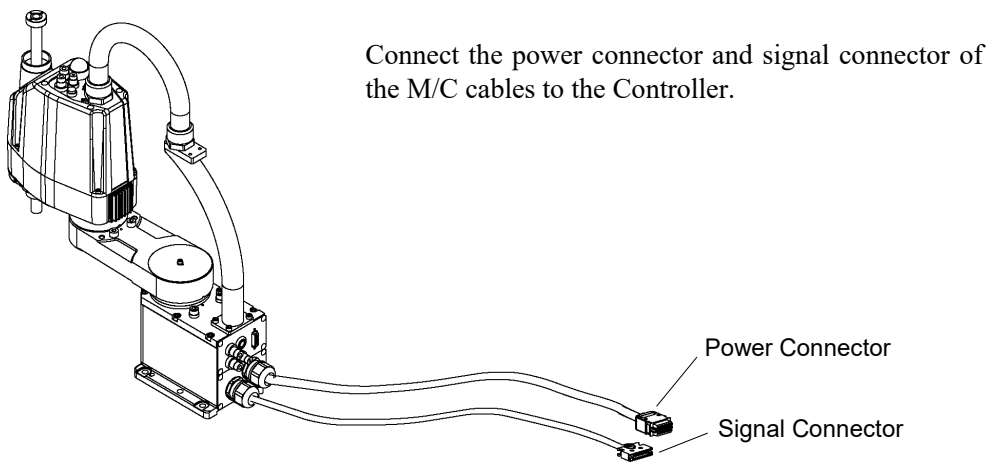 Connect the power connector and signal connector of
the M/C cables to the Controller.
Power Connector
Signal Connector